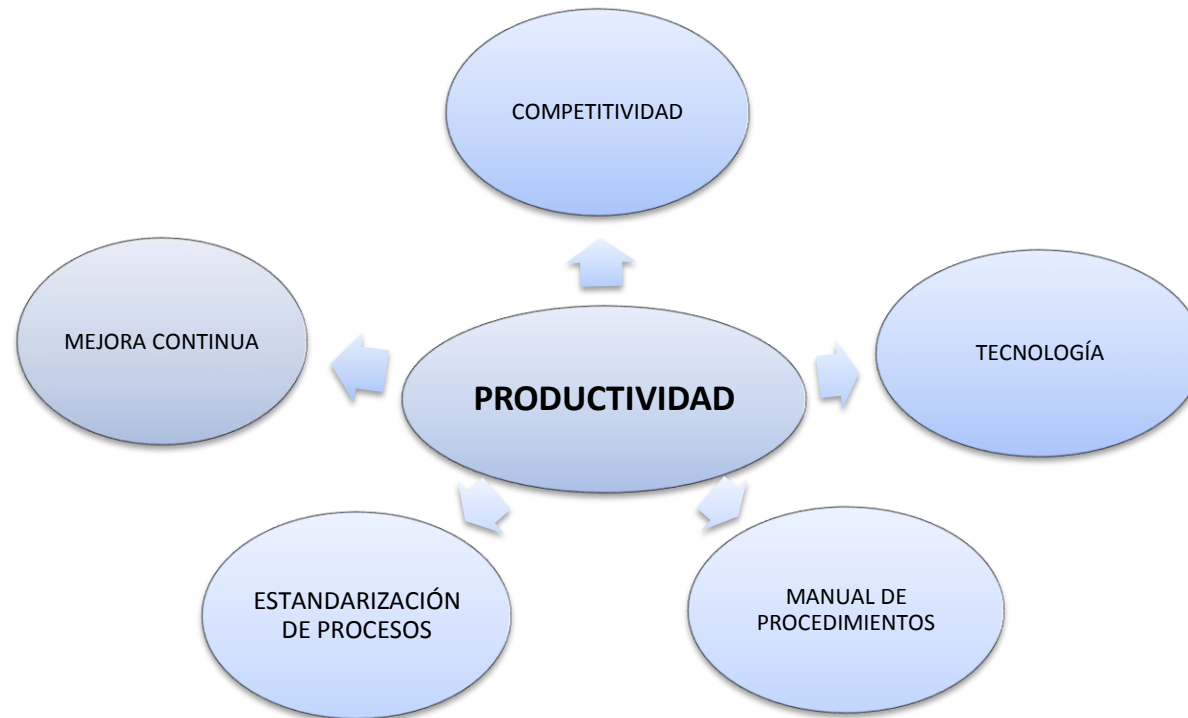 COMPETITIVIDAD
MEJORA CONTINUA
TECNOLOGÍA
PRODUCTIVIDAD
ESTANDARIZACIÓN
DE PROCESOS
MANUAL DE
PROCEDIMIENTOS